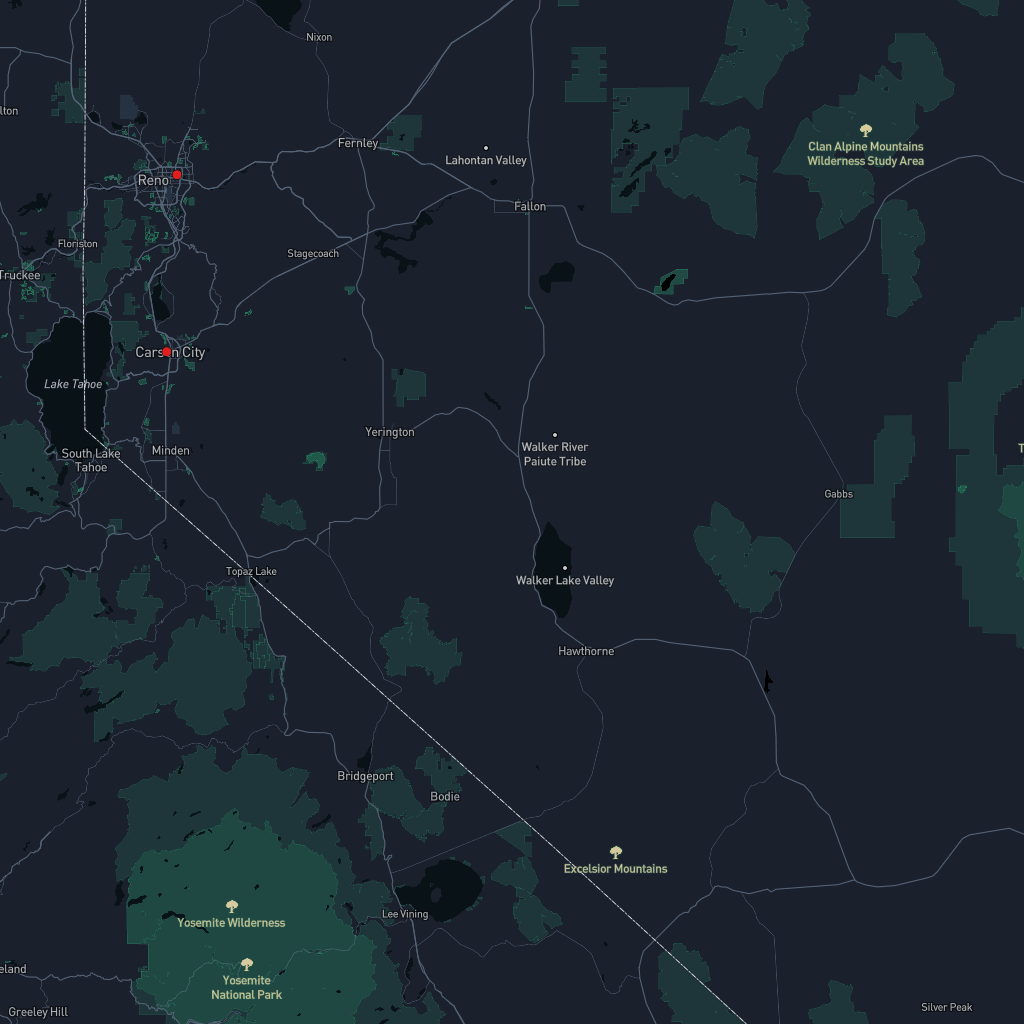 Nixon
Clan Alpine Mountains
Wilderness Study Area
Fernley
Lahontan Valley
Reno
Fallon
Floriston
Stagecoach
Truckee
Carson City
Lake Tahoe
Yerington
Walker River
Paiute Tribe
South Lake
Tahoe
Minden
Gabbs
Topaz Lake
Walker Lake Valley
Hawthorne
Bridgeport
Bodie
Excelsior Mountains
Yosemite Wilderness
Lee Vining
Yosemite
National Park
Greeley Hill
Silver Peak